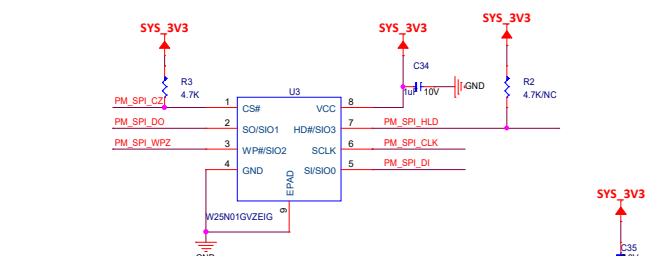 SYS_3V3
SYS_3V3
SYS_3V3
R3
4.7K
C34
1uF 10V
GND
R2
4.7K/NC
U3
PM_SPI_CZ 1 CS# VCC 8
PM_SPI_DO 2 SO/SIO1 HD#/SIO3 7 PM_SPI_HLD
PM_SPI_WPZ 3 WP#/SIO2 SCLK 6 PM_SPI_CLK
4 GND SI/SIO0 5 PM_SPI_DI
EPAD
9
W25N01GVZEIG
GND
SYS_3V3
C35